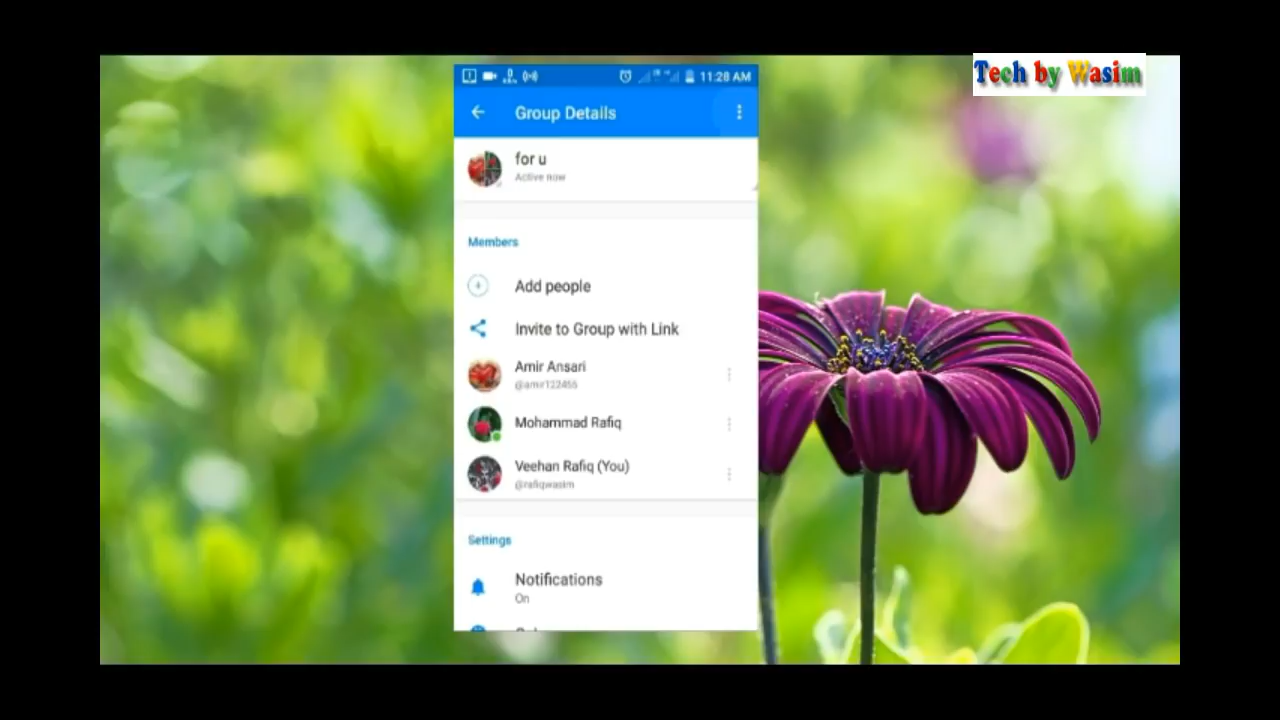 Tech by Wasim
11:28 AM
Group Details
for u
Active now
Members
Add people
Invite to Group with Link
Amir Ansari
@amir122455
Mohammad Rafiq
Veehan Rafiq (You)
@rafiqwasim
Settings
Notifications
On